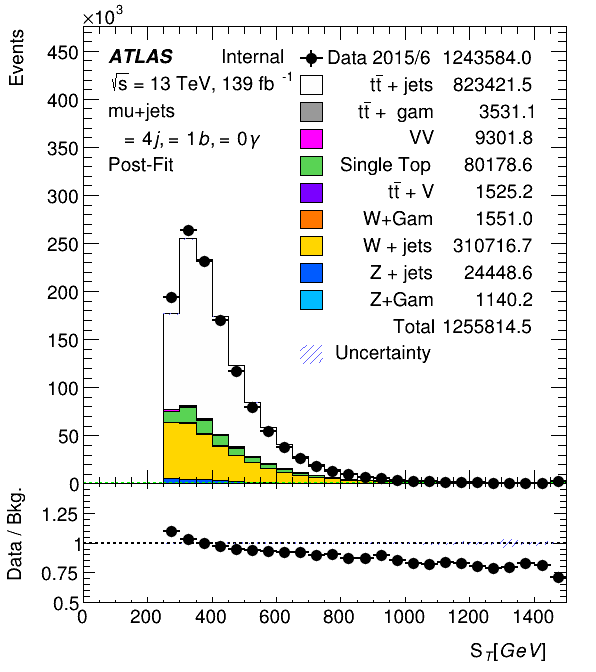 ×10³
Events
450
400
350
300
250
200
150
100
50
0
ATLAS Internal
√s = 13 TeV, 139 fb⁻¹
mu+jets
= 4j, = 1b, = 0γ
Post-Fit
Data 2015/6 1243584.0
tt̄ + jets 823421.5
tt̄ + gam 3531.1
VV 9301.8
Single Top 80178.6
tt̄ + V 1525.2
W+Gam 1551.0
W + jets 310716.7
Z + jets 24448.6
Z+Gam 1140.2
Total 1255814.5
Uncertainty
Data / Bkg.
1.25
1
0.75
0.5
0 200 400 600 800 1000 1200 1400
S_T[GeV]